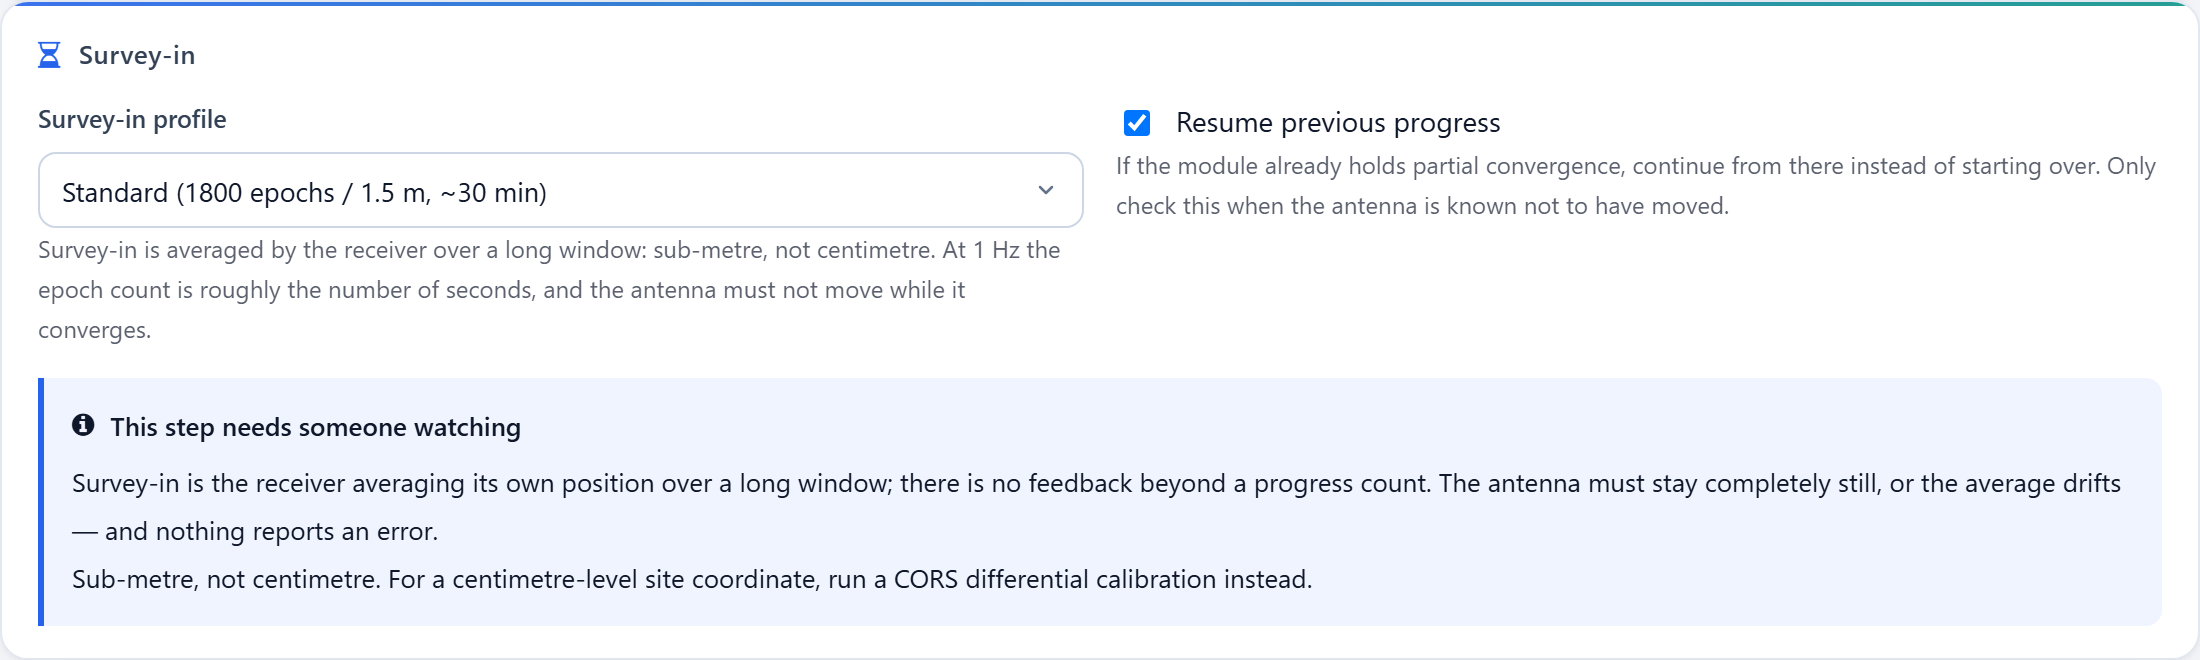 Survey-in
Survey-in profile
Standard (1800 epochs / 1.5 m, ~30 min)
Survey-in is averaged by the receiver over a long window: sub-metre, not centimetre. At 1 Hz the
epoch count is roughly the number of seconds, and the antenna must not move while it
converges.
Resume previous progress
If the module already holds partial convergence, continue from there instead of starting over. Only
check this when the antenna is known not to have moved.
This step needs someone watching
Survey-in is the receiver averaging its own position over a long window; there is no feedback beyond a progress count. The antenna must stay completely still, or the average drifts
— and nothing reports an error.
Sub-metre, not centimetre. For a centimetre-level site coordinate, run a CORS differential calibration instead.